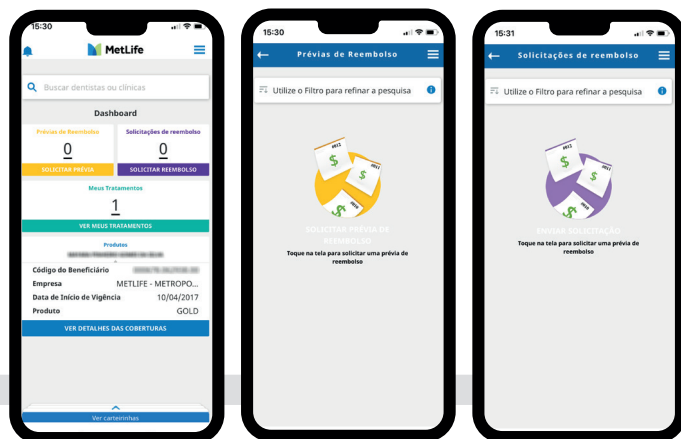 15:30
MetLife
Buscar dentistas ou clínicas
Dashboard
Prévias de Reembolso
0
SOLICITAR PRÉVIA
Solicitações de reembolso
0
SOLICITAR REEMBOLSO
Meus Tratamentos
1
VER MEUS TRATAMENTOS
Produtos
Código do Beneficiário
Empresa METLIFE - METROPO...
Data de Início de Vigência 10/04/2017
Produto GOLD
VER DETALHES DAS COBERTURAS
Ver carteirinhas
15:30
Prévias de Reembolso
Utilize o Filtro para refinar a pesquisa
SOLICITAR PRÉVIA DE
REEMBOLSO
Toque na tela para solicitar uma prévia de
reembolso
15:31
Solicitações de reembolso
Utilize o Filtro para refinar a pesquisa
ENVIAR SOLICITAÇÃO
Toque na tela para solicitar uma prévia de
reembolso